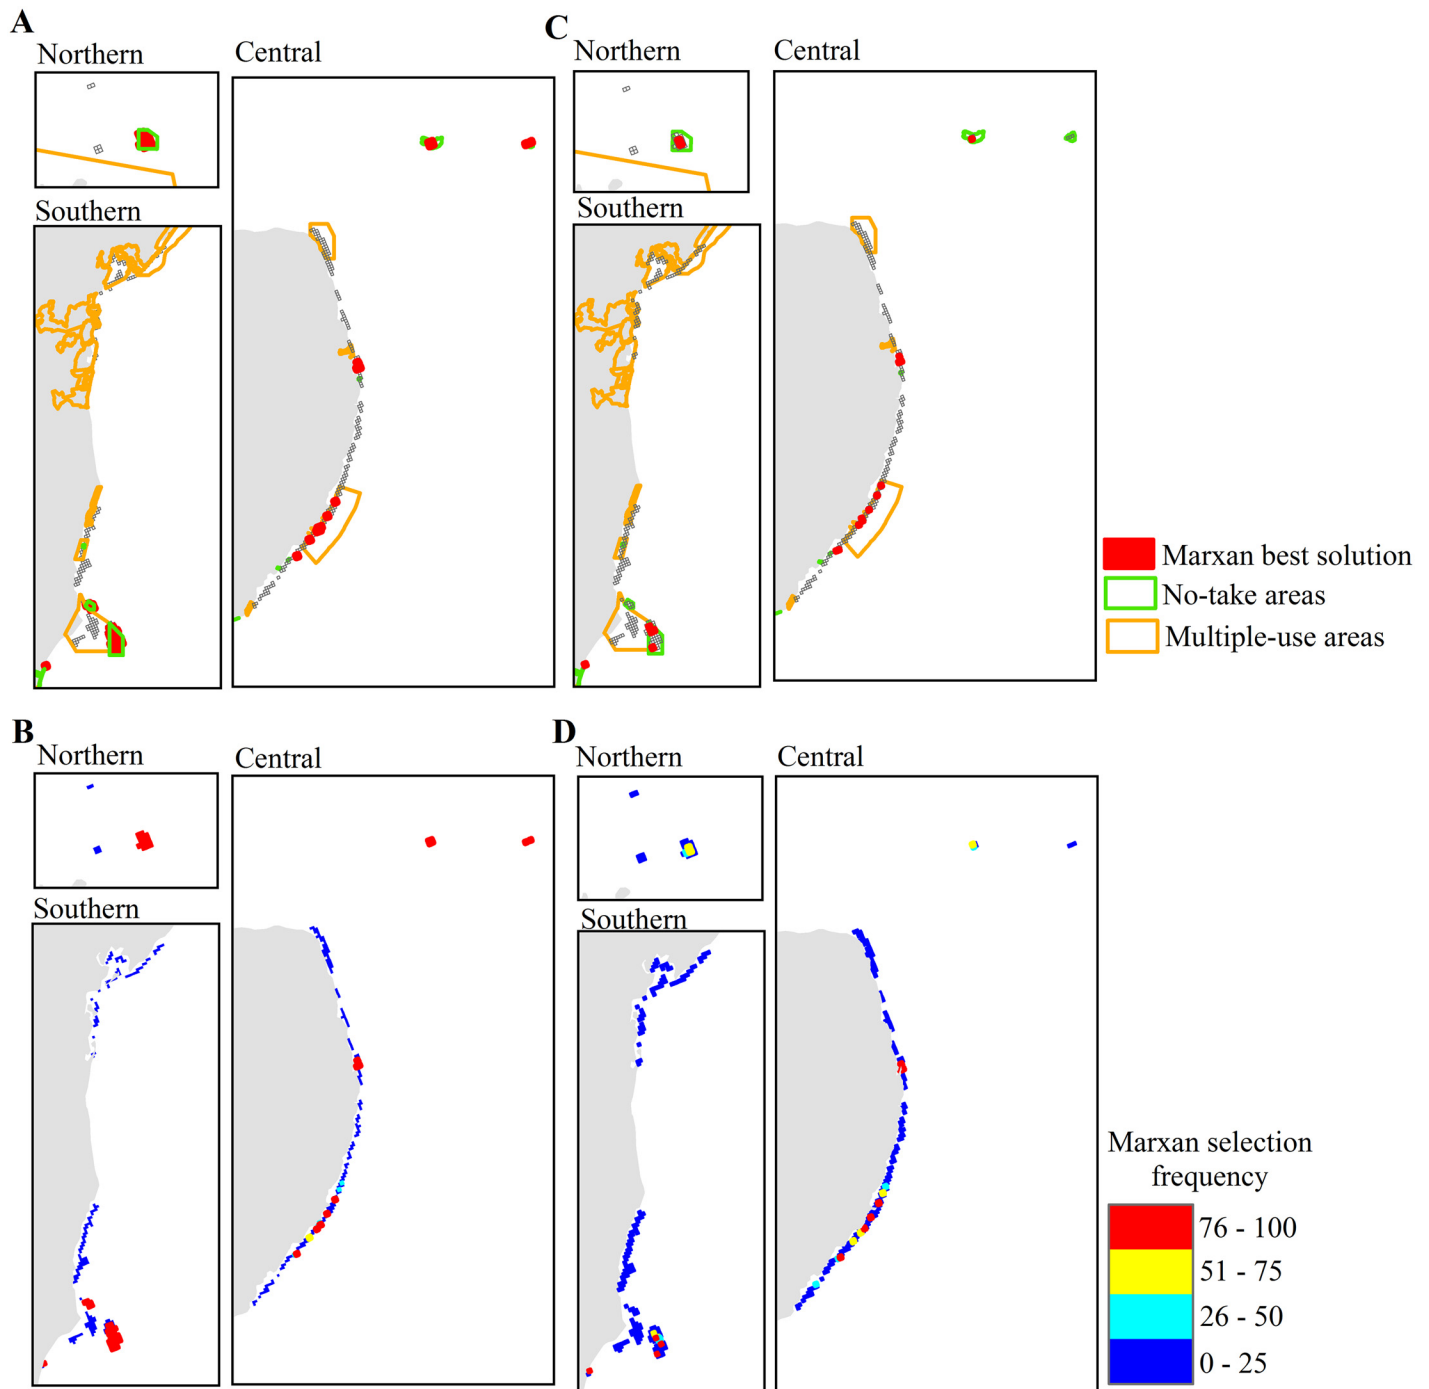 A
Northern
Central
Southern
C
Northern
Central
Southern
Marxan best solution
No-take areas
Multiple-use areas
B
Northern
Central
Southern
D
Northern
Central
Southern
Marxan selection
frequency
76 - 100
51 - 75
26 - 50
0 - 25